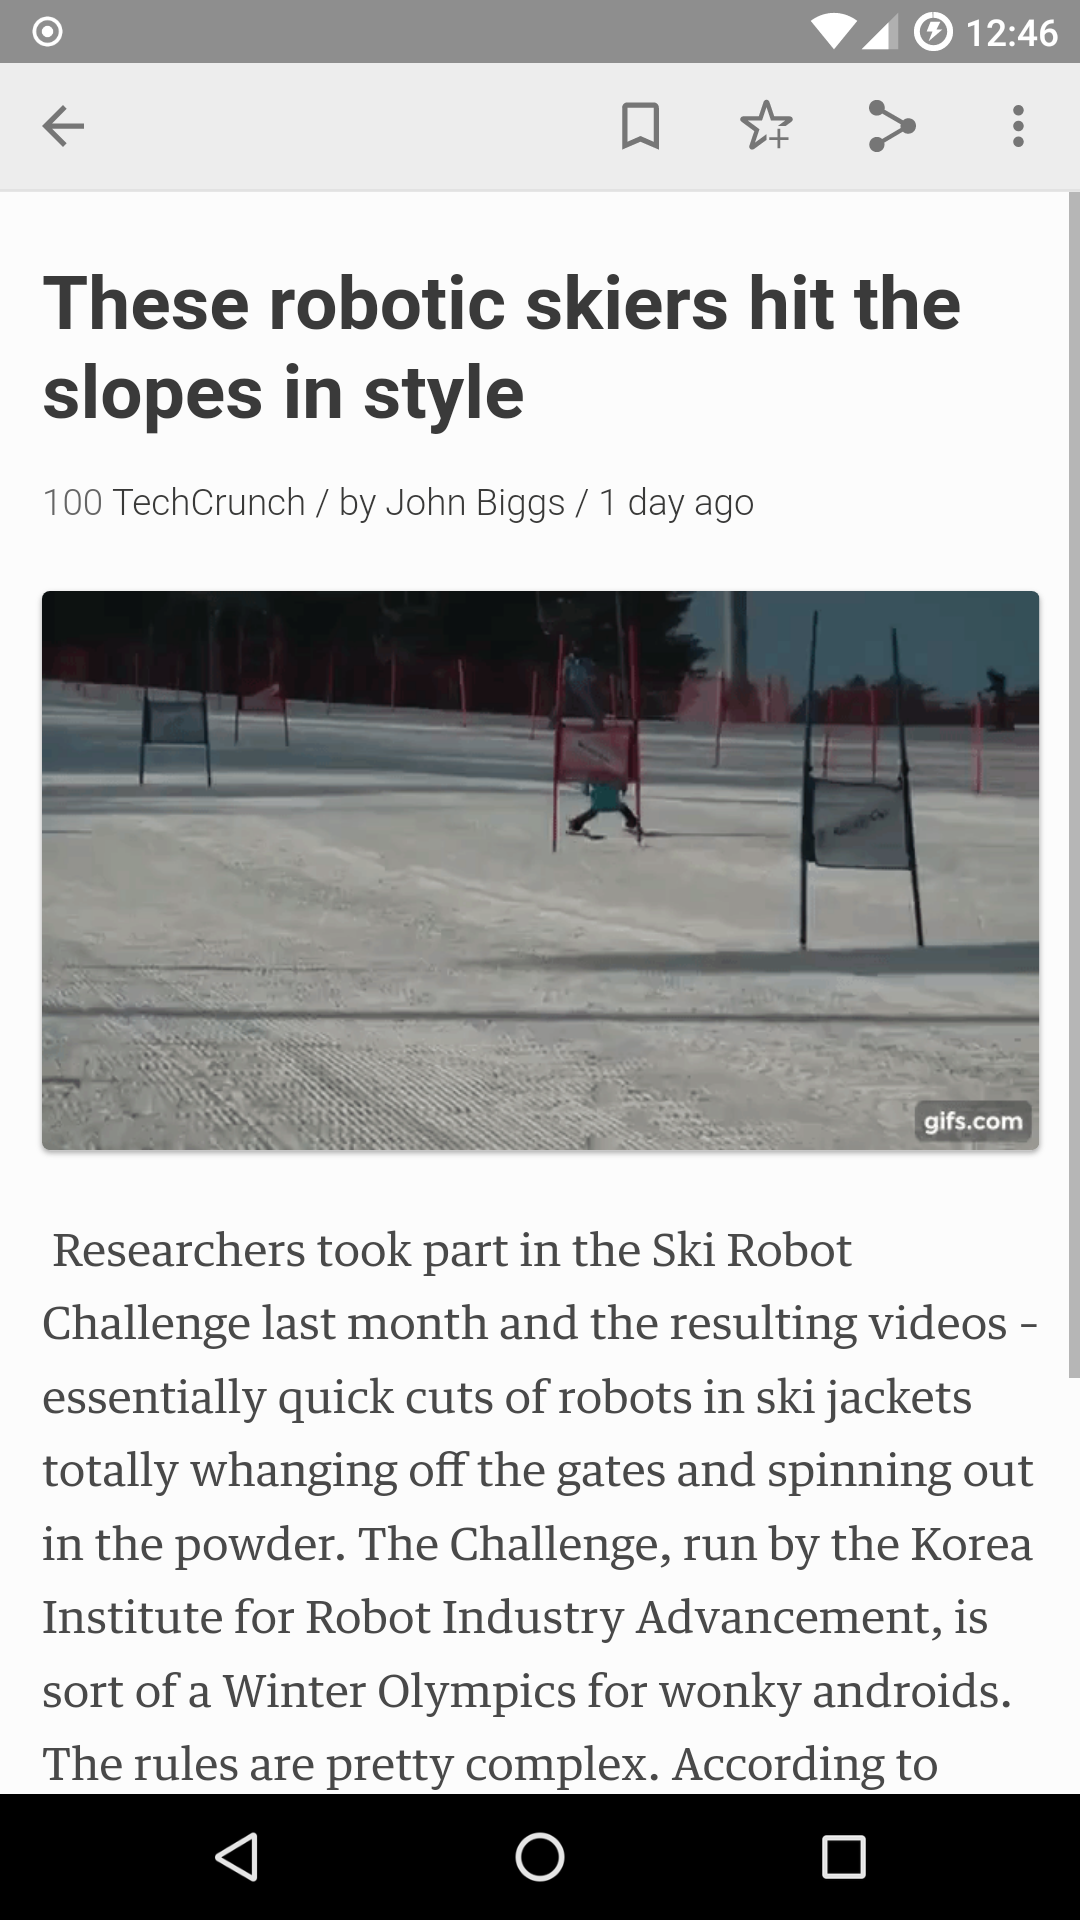 12:46
These robotic skiers hit the
slopes in style
100 TechCrunch / by John Biggs / 1 day ago
gifs.com
Researchers took part in the Ski Robot
Challenge last month and the resulting videos –
essentially quick cuts of robots in ski jackets
totally whanging off the gates and spinning out
in the powder. The Challenge, run by the Korea
Institute for Robot Industry Advancement, is
sort of a Winter Olympics for wonky androids.
The rules are pretty complex. According to